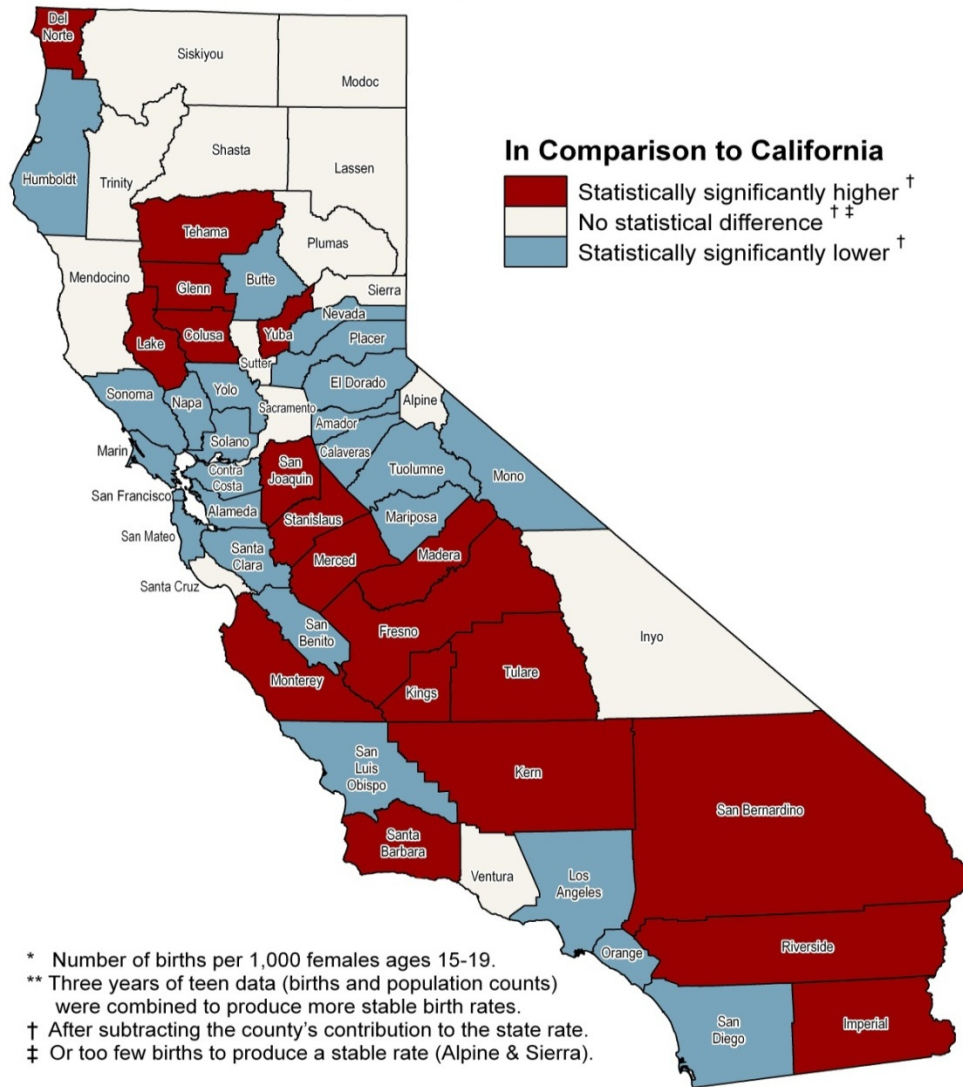 Del
Norte
Siskiyou
Modoc
Humboldt
Trinity
Shasta
Lassen
In Comparison to California
Statistically significantly higher †
No statistical difference † ‡
Statistically significantly lower †
Tehama
Plumas
Mendocino
Glenn
Butte
Sierra
Lake
Colusa
Yuba
Nevada
Placer
Sutter
Sonoma
Napa
Yolo
El Dorado
Alpine
Sacramento
Amador
Solano
Marin
Calaveras
Contra
Costa
San
Joaquin
Tuolumne
Mono
San Francisco
Alameda
Stanislaus
Mariposa
San Mateo
Santa
Clara
Merced
Madera
Santa Cruz
San
Benito
Fresno
Inyo
Monterey
Kings
Tulare
San
Luis
Obispo
Kern
San Bernardino
Santa
Barbara
Ventura
Los
Angeles
Orange
Riverside
San
Diego
Imperial
* Number of births per 1,000 females ages 15-19.
** Three years of teen data (births and population counts)
were combined to produce more stable birth rates.
† After subtracting the county's contribution to the state rate.
‡ Or too few births to produce a stable rate (Alpine & Sierra).